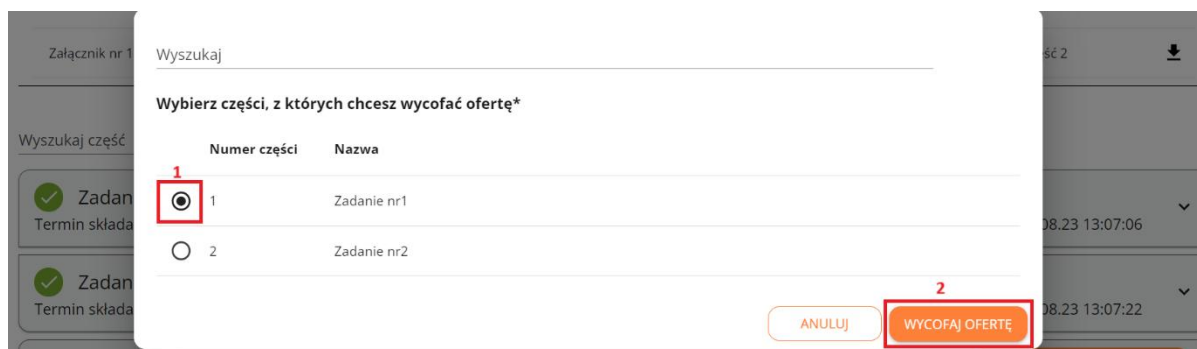 Załącznik nr 1
Wyszukaj
ść 2
Wybierz części, z których chcesz wycofać ofertę*
Wyszukaj część
Numer części Nazwa
1
1 Zadanie nr1
Zadan
Termin składa
08.23 13:07:06
2 Zadanie nr2
Zadan
Termin składa
08.23 13:07:22
2
ANULUJ WYCOFAJ OFERTĘ